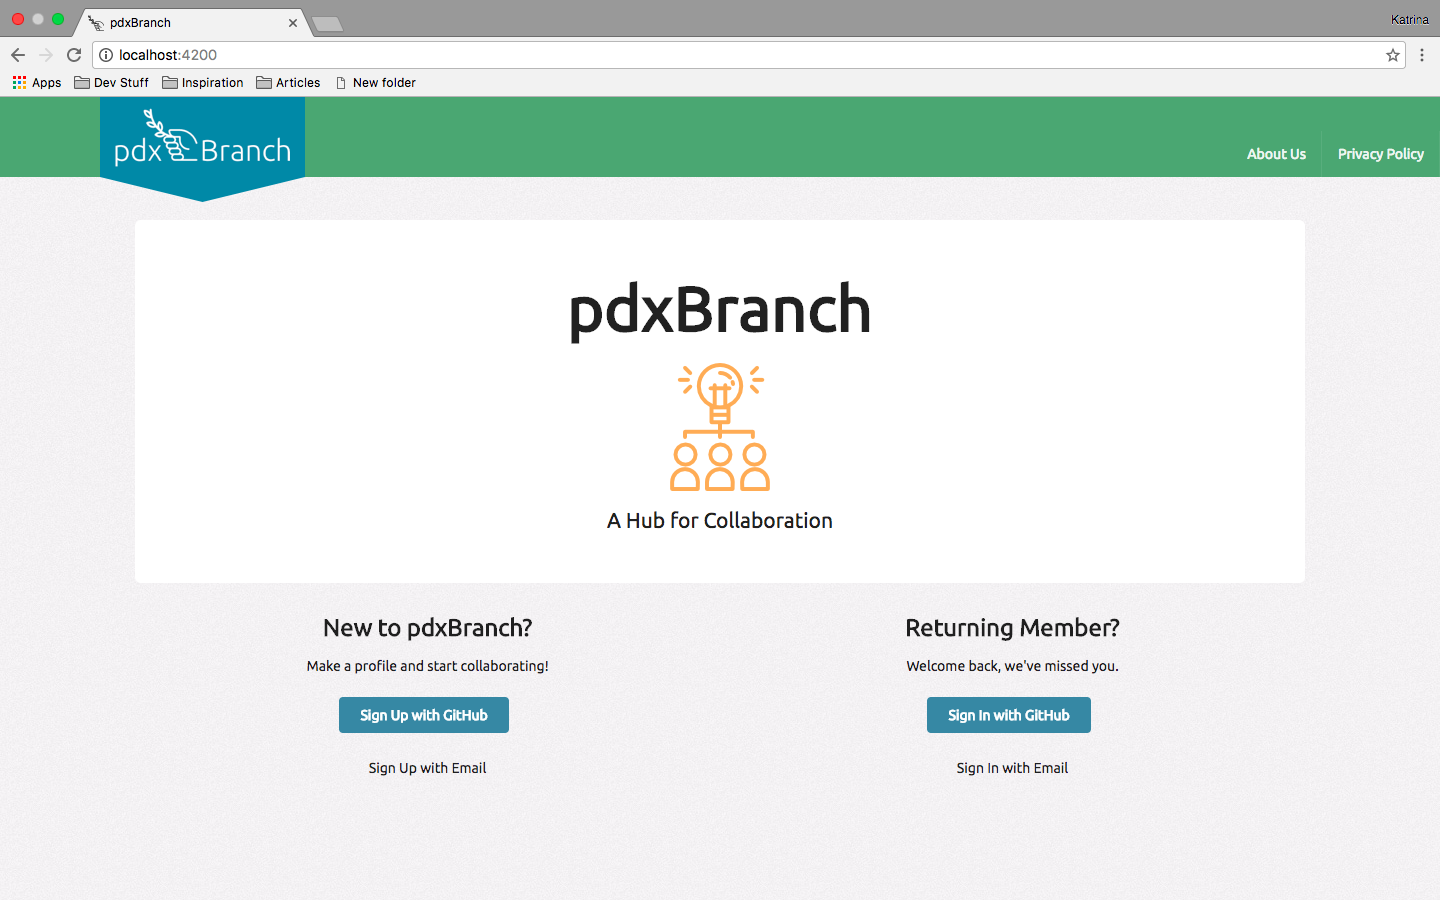 pdxBranch
Katrina
localhost:4200
Apps Dev Stuff Inspiration Articles New folder
pdx Branch
About Us Privacy Policy
pdxBranch
A Hub for Collaboration
New to pdxBranch?
Make a profile and start collaborating!
Sign Up with GitHub
Sign Up with Email
Returning Member?
Welcome back, we've missed you.
Sign In with GitHub
Sign In with Email